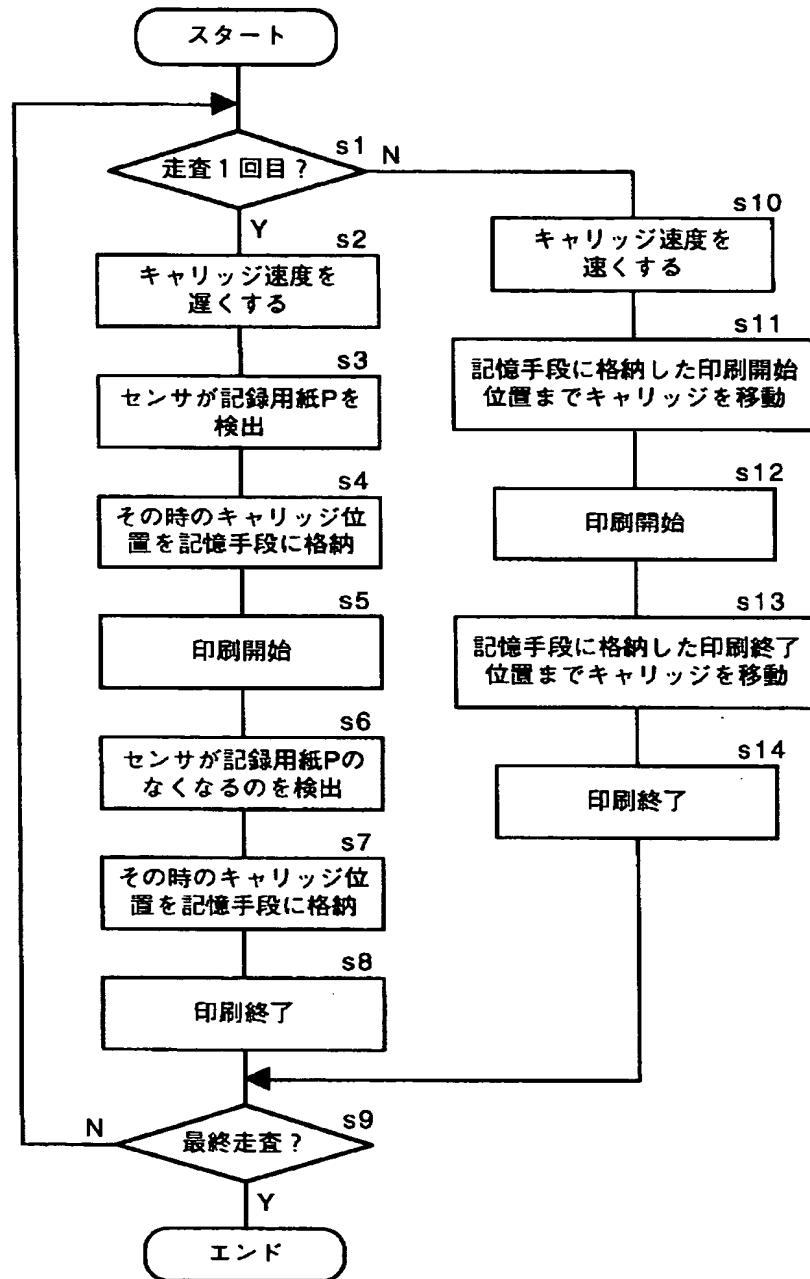 スタート
s1
走査1回目?
N
Y
s2
キャリッジ速度を
遅くする
s3
センサが記録用紙Pを
検出
s4
その時のキャリッジ位
置を記憶手段に格納
s5
印刷開始
s6
センサが記録用紙Pの
なくなるのを検出
s7
その時のキャリッジ位
置を記憶手段に格納
s8
印刷終了
s10
キャリッジ速度を
速くする
s11
記憶手段に格納した印刷開始
位置までキャリッジを移動
s12
印刷開始
s13
記憶手段に格納した印刷終了
位置までキャリッジを移動
s14
印刷終了
s9
最終走査?
N
Y
エンド